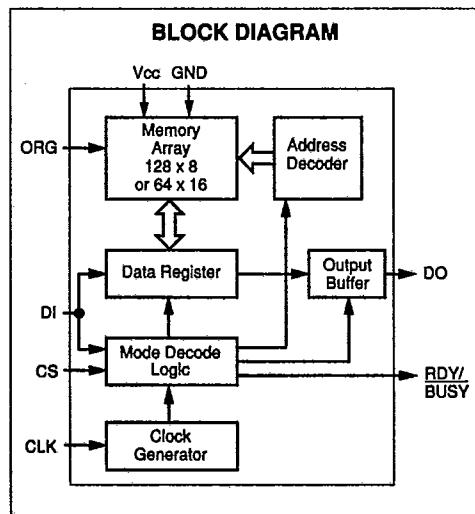 BLOCK DIAGRAM
Vcc GND
ORG
Memory
Array
128 x 8
or 64 x 16
Address
Decoder
Data Register
Output
Buffer
DO
DI
Mode Decode
Logic
CS
RDY/
BUSY
CLK
Clock
Generator